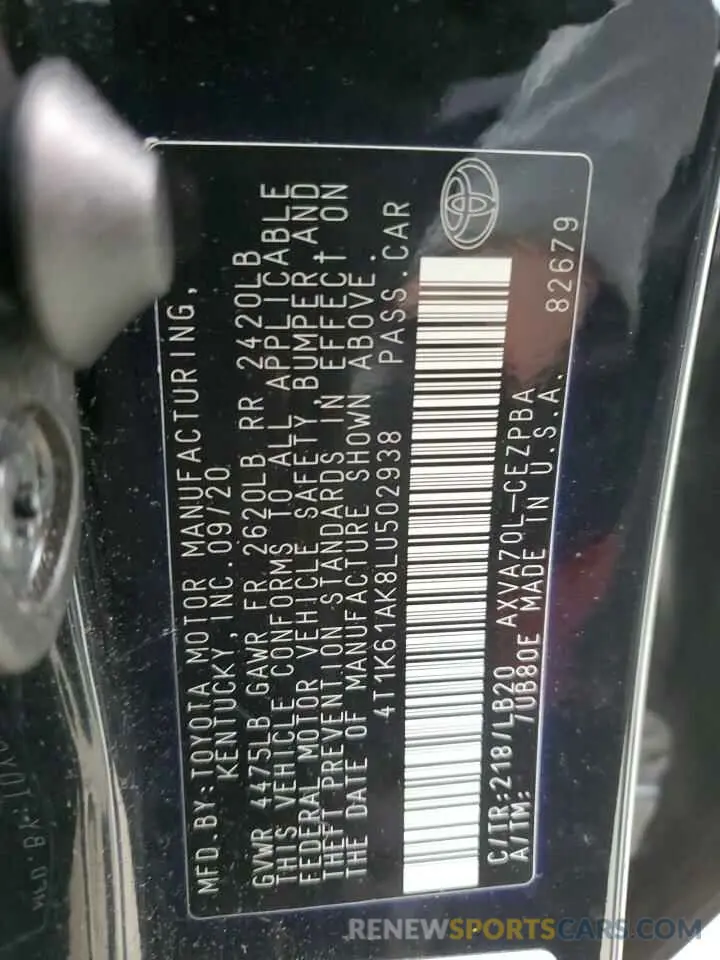 MFD.BY:TOYOTA MOTOR MANUFACTURING,
KENTUCKY,INC.09/20
GVWR 4475LB GAWR FR 2620LB RR 2420LB
THIS VEHICLE CONFORMS TO ALL APPLICABLE
FEDERAL MOTOR VEHICLE SAFETY, BUMPER,AND
THEFT PREVENTION STANDARDS IN EFFECT ON
THE DATE OF MANUFACTURE SHOWN ABOVE.
4T1K61AK8LU502938 PASS.CAR
C/TR:218/LB20 AXVA70L-CEZPBA
A/TM: /UB80E MADE IN U.S.A.
82679
RENEWSPORTSCARS.COM